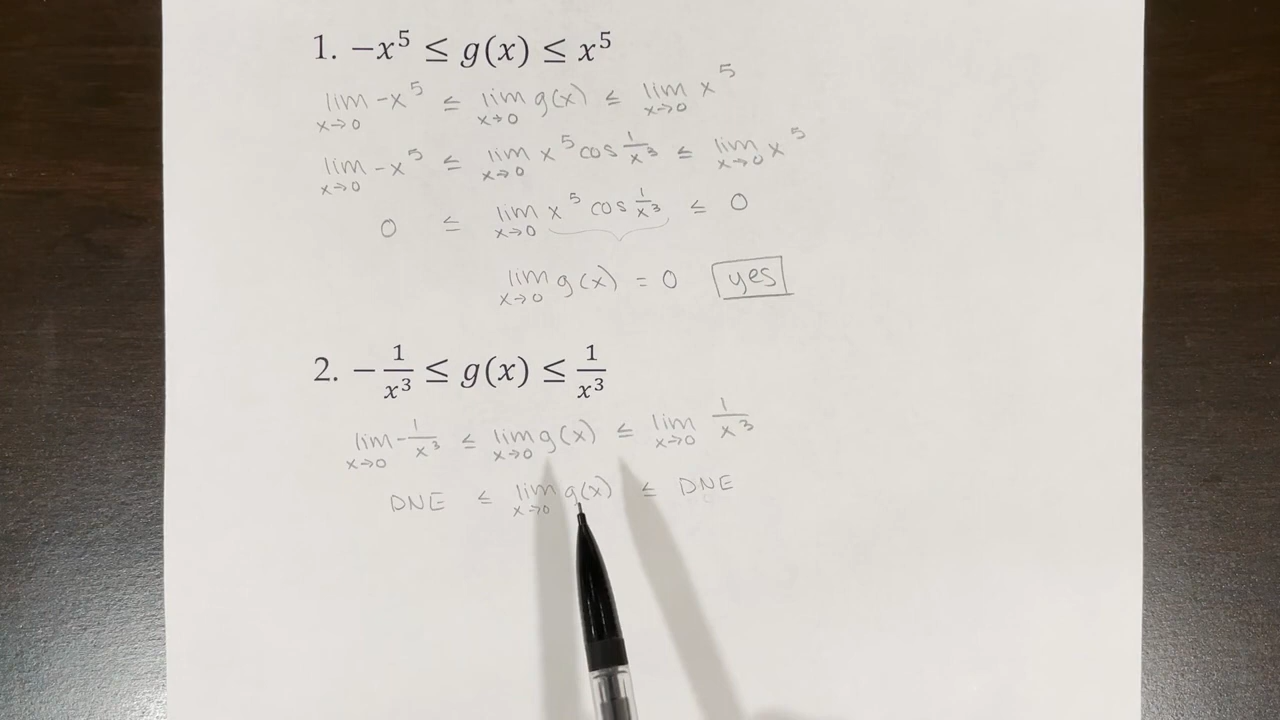 1. −x⁵ ≤ g(x) ≤ x⁵
lim x→0 −x⁵ ≤ lim x→0 g(x) ≤ lim x→0 x⁵
lim x→0 −x⁵ ≤ lim x→0 x⁵ cos 1/x³ ≤ lim x→0 x⁵
0 ≤ lim x→0 x⁵ cos 1/x³ ≤ 0
lim x→0 g(x) = 0 yes
2. −1/x³ ≤ g(x) ≤ 1/x³
lim x→0 −1/x³ ≤ lim x→0 g(x) ≤ lim x→0 1/x³
DNE ≤ lim x→0 g(x) ≤ DNE